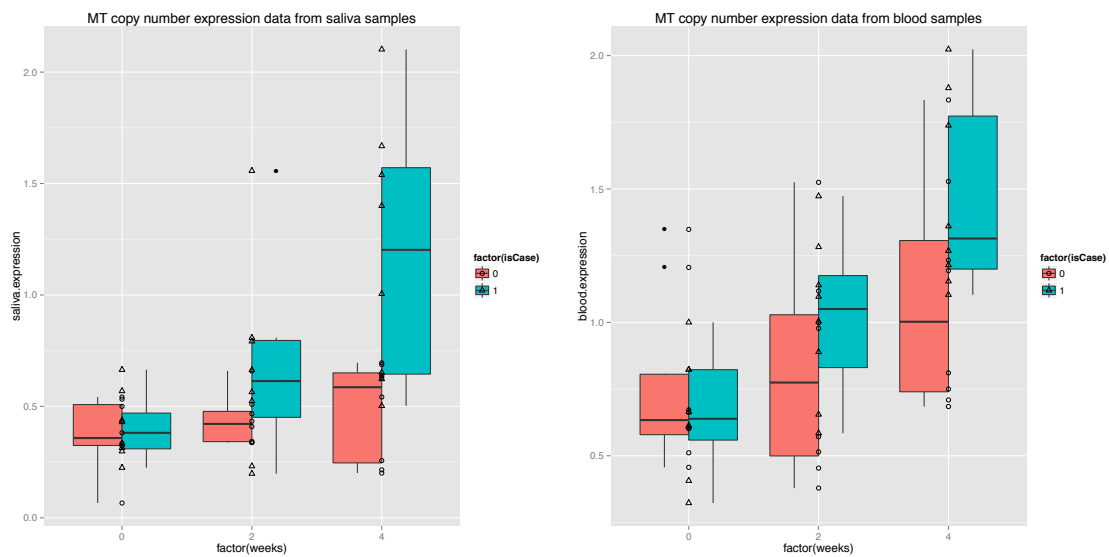 MT copy number expression data from saliva samples
2.0
1.5
1.0
0.5
0.0
saliva.expression
0
2
4
factor(weeks)
factor(isCase)
0
1
MT copy number expression data from blood samples
2.0
1.5
1.0
0.5
blood.expression
0
2
4
factor(weeks)
factor(isCase)
0
1